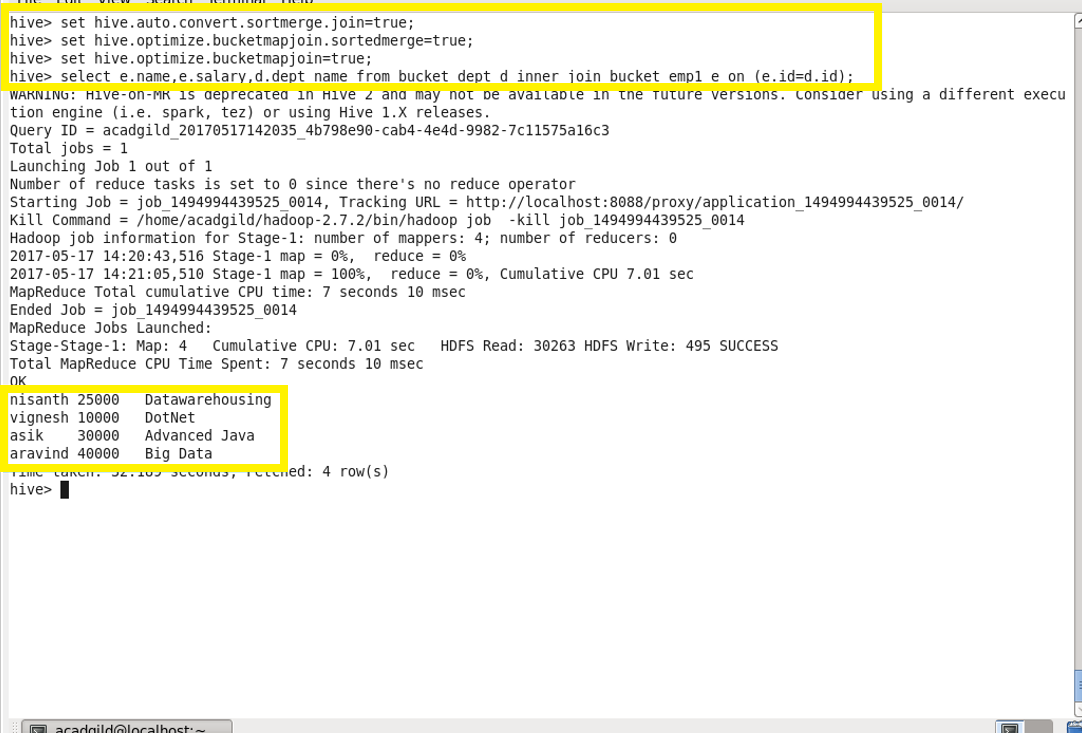 File Edit View Search Terminal Help
hive> set hive.auto.convert.sortmerge.join=true;
hive> set hive.optimize.bucketmapjoin.sortedmerge=true;
hive> set hive.optimize.bucketmapjoin=true;
hive> select e.name,e.salary,d.dept_name from bucket_dept d inner join bucket_emp1 e on (e.id=d.id);
WARNING: Hive-on-MR is deprecated in Hive 2 and may not be available in the future versions. Consider using a different execu
tion engine (i.e. spark, tez) or using Hive 1.X releases.
Query ID = acadgild_20170517142035_4b798e90-cab4-4e4d-9982-7c11575a16c3
Total jobs = 1
Launching Job 1 out of 1
Number of reduce tasks is set to 0 since there's no reduce operator
Starting Job = job_1494994439525_0014, Tracking URL = http://localhost:8088/proxy/application_1494994439525_0014/
Kill Command = /home/acadgild/hadoop-2.7.2/bin/hadoop job  -kill job_1494994439525_0014
Hadoop job information for Stage-1: number of mappers: 4; number of reducers: 0
2017-05-17 14:20:43,516 Stage-1 map = 0%,  reduce = 0%
2017-05-17 14:21:05,510 Stage-1 map = 100%,  reduce = 0%, Cumulative CPU 7.01 sec
MapReduce Total cumulative CPU time: 7 seconds 10 msec
Ended Job = job_1494994439525_0014
MapReduce Jobs Launched:
Stage-Stage-1: Map: 4   Cumulative CPU: 7.01 sec   HDFS Read: 30263 HDFS Write: 495 SUCCESS
Total MapReduce CPU Time Spent: 7 seconds 10 msec
OK
nisanth 25000   Datawarehousing
vignesh 10000   DotNet
asik    30000   Advanced Java
aravind 40000   Big Data
Time taken: 32.189 seconds, Fetched: 4 row(s)
hive>
acadgild@localhost:~